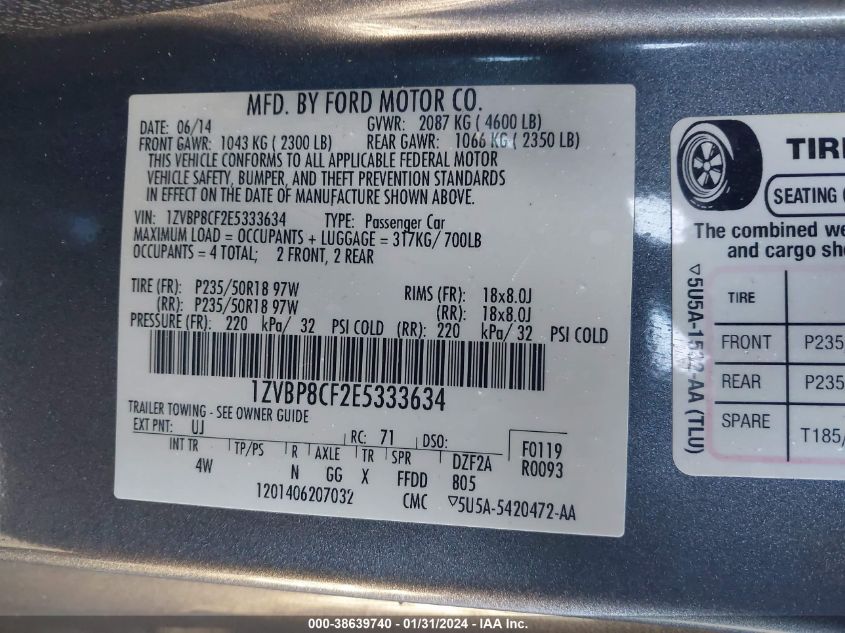 MFD. BY FORD MOTOR CO.
DATE: 06/14 GVWR: 2087 KG ( 4600 LB)
FRONT GAWR: 1043 KG ( 2300 LB) REAR GAWR: 1066 KG ( 2350 LB)
THIS VEHICLE CONFORMS TO ALL APPLICABLE FEDERAL MOTOR
VEHICLE SAFETY, BUMPER, AND THEFT PREVENTION STANDARDS
IN EFFECT ON THE DATE OF MANUFACTURE SHOWN ABOVE.
VIN: 1ZVBP8CF2E5333634 TYPE: Passenger Car
MAXIMUM LOAD = OCCUPANTS + LUGGAGE = 317KG/ 700LB
OCCUPANTS = 4 TOTAL; 2 FRONT, 2 REAR
TIRE (FR): P235/50R18 97W RIMS (FR): 18x8.0J
(RR): P235/50R18 97W (RR): 18x8.0J
PRESSURE (FR): 220 kPa/ 32 PSI COLD (RR): 220 kPa/ 32 PSI COLD
1ZVBP8CF2E5333634
TRAILER TOWING - SEE OWNER GUIDE
EXT PNT: UJ RC: 71 DSO: F0119
INT TR TP/PS R AXLE TR SPR DZF2A R0093
4W N GG X FFDD 805
1201406207032 CMC ▽5U5A-5420472-AA
TIRE
SEATING
The combined we
and cargo sho
▽5U5A-1532-AA (TLU)
TIRE
FRONT P235
REAR P235
SPARE T185/
000-38639740 - 01/31/2024 - IAA Inc.